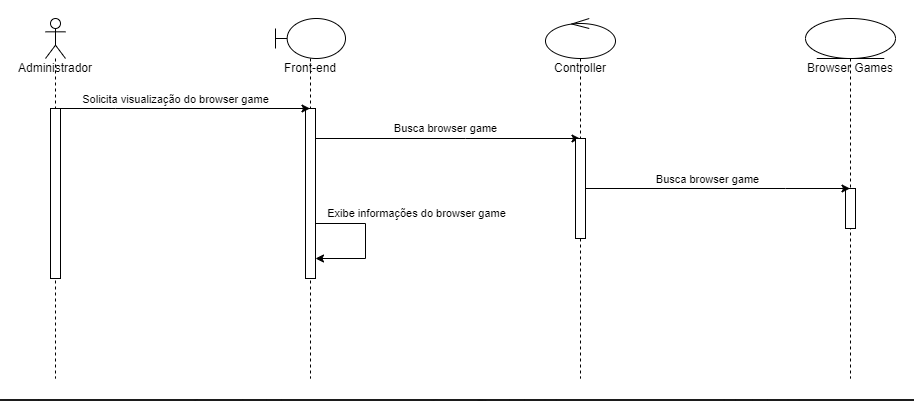 Administrador
Front-end
Controller
Browser Games
Solicita visualização do browser game
Busca browser game
Busca browser game
Exibe informações do browser game